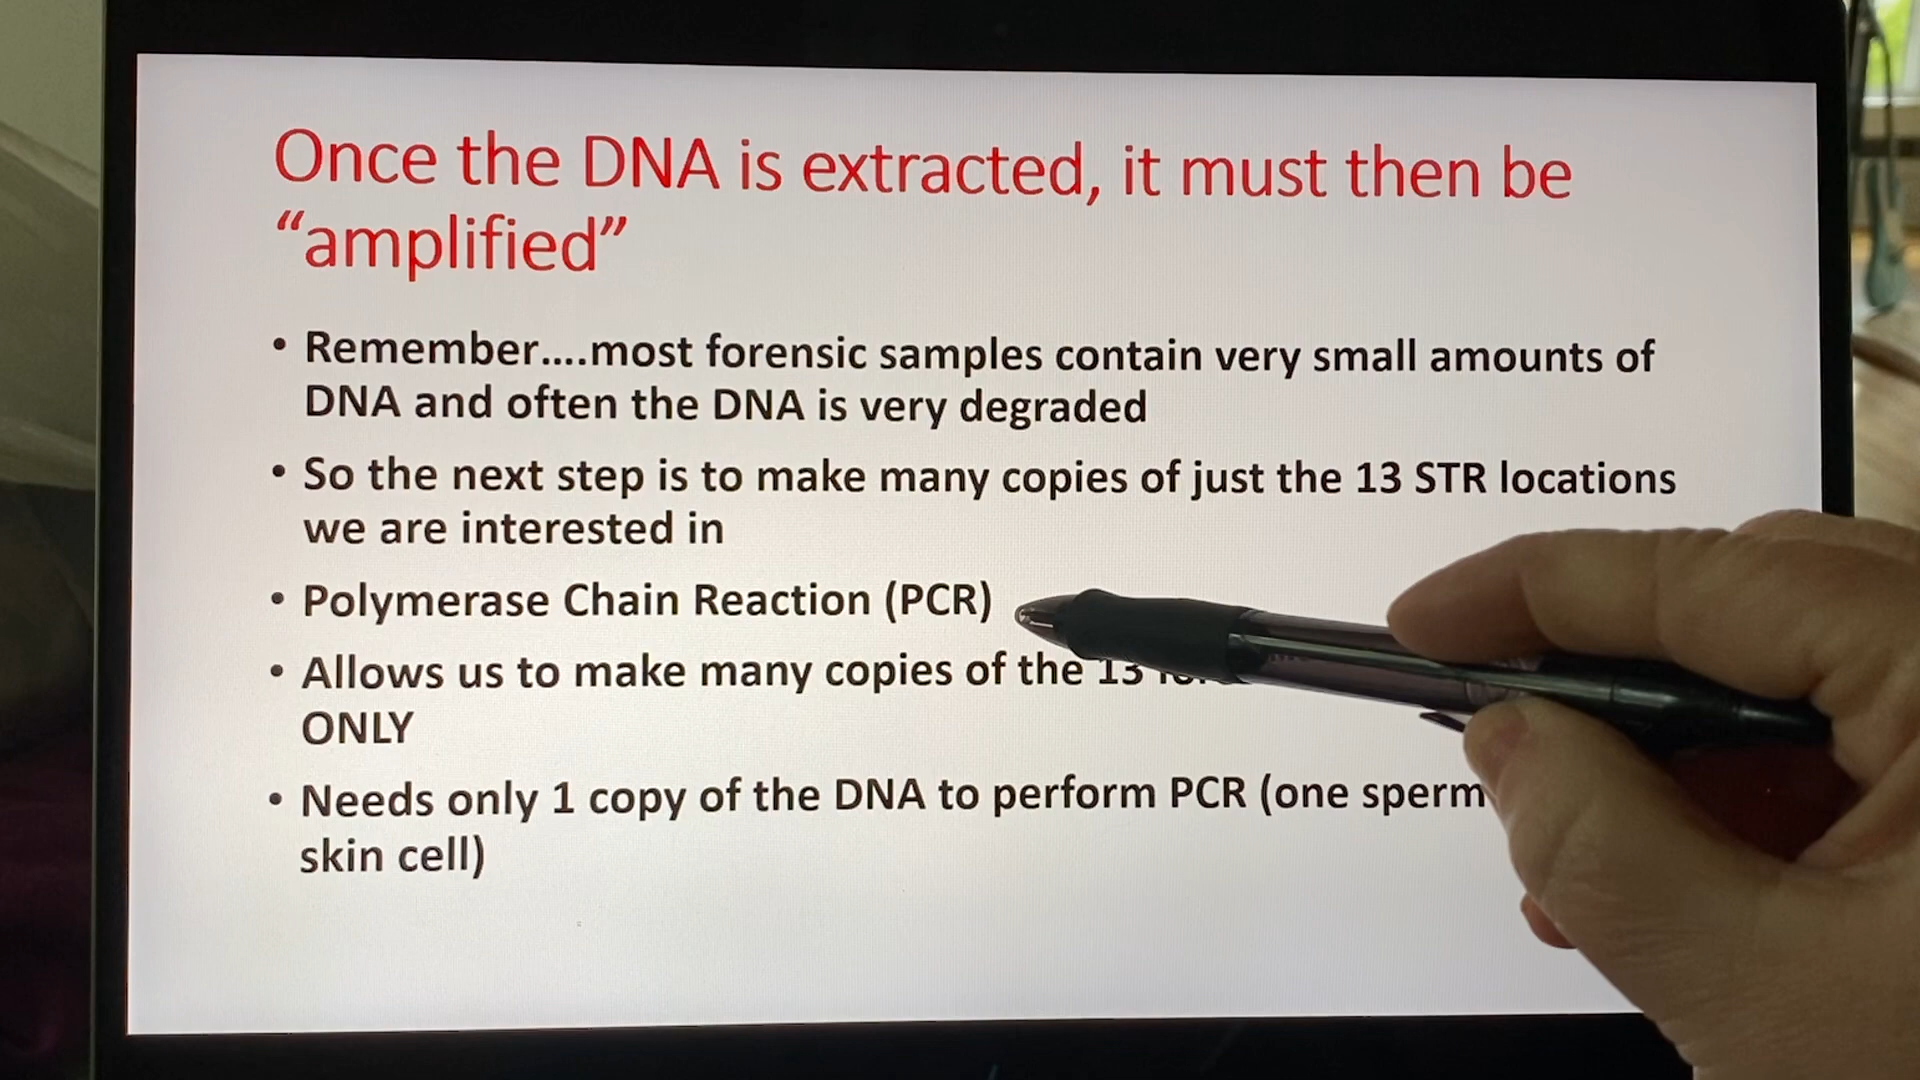 Once the DNA is extracted, it must then be
“amplified”
• Remember....most forensic samples contain very small amounts of
DNA and often the DNA is very degraded
• So the next step is to make many copies of just the 13 STR locations
we are interested in
• Polymerase Chain Reaction (PCR)
• Allows us to make many copies of the 13
ONLY
• Needs only 1 copy of the DNA to perform PCR (one sperm
skin cell)